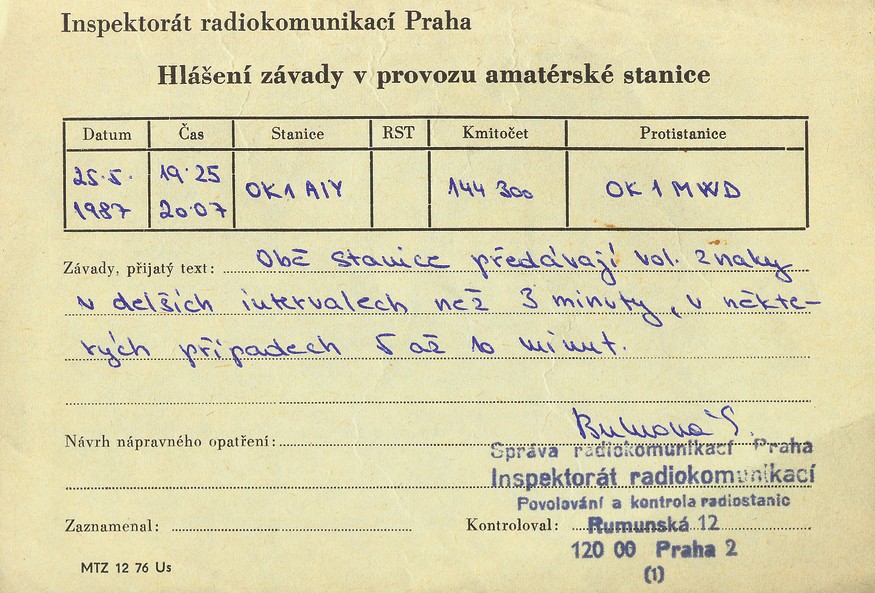 Inspektorát radiokomunikací Praha
Hlášení závady v provozu amatérské stanice
Datum Čas Stanice RST Kmitočet Protistanice
25.5. 19.25
OK1AIY 144 300 OK1MWD
1987 20.07
Závady, přijatý text: Obě stanice předávají vol. znaky
v delších intervalech než 3 minuty, v někte-
rých případech 5 až 10 minut.
Návrh nápravného opatření:
Správa radiokomunikací Praha
Inspektorát radiokomunikací
Povolování a kontrola radiostanic
Zaznamenal: Kontroloval: Rumunská 12
120 00 Praha 2
MTZ 12 76 Us
(1)